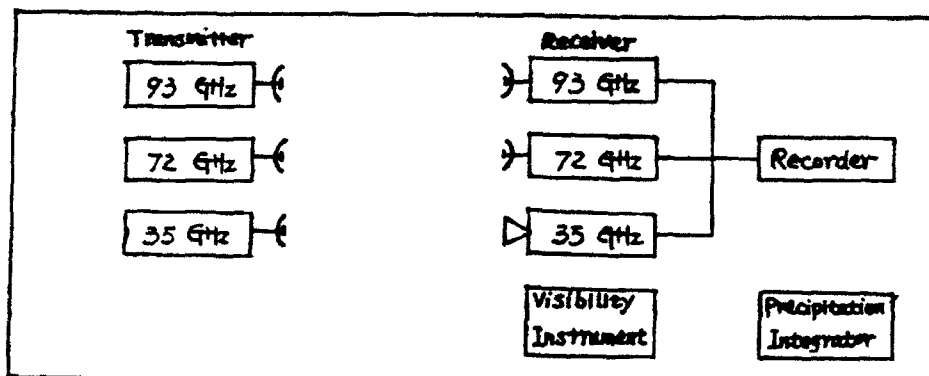 Transmitter
Receiver
93 GHz
93 GHz
72 GHz
72 GHz
Recorder
35 GHz
35 GHz
Visibility
Instrument
Precipitation
Integrator